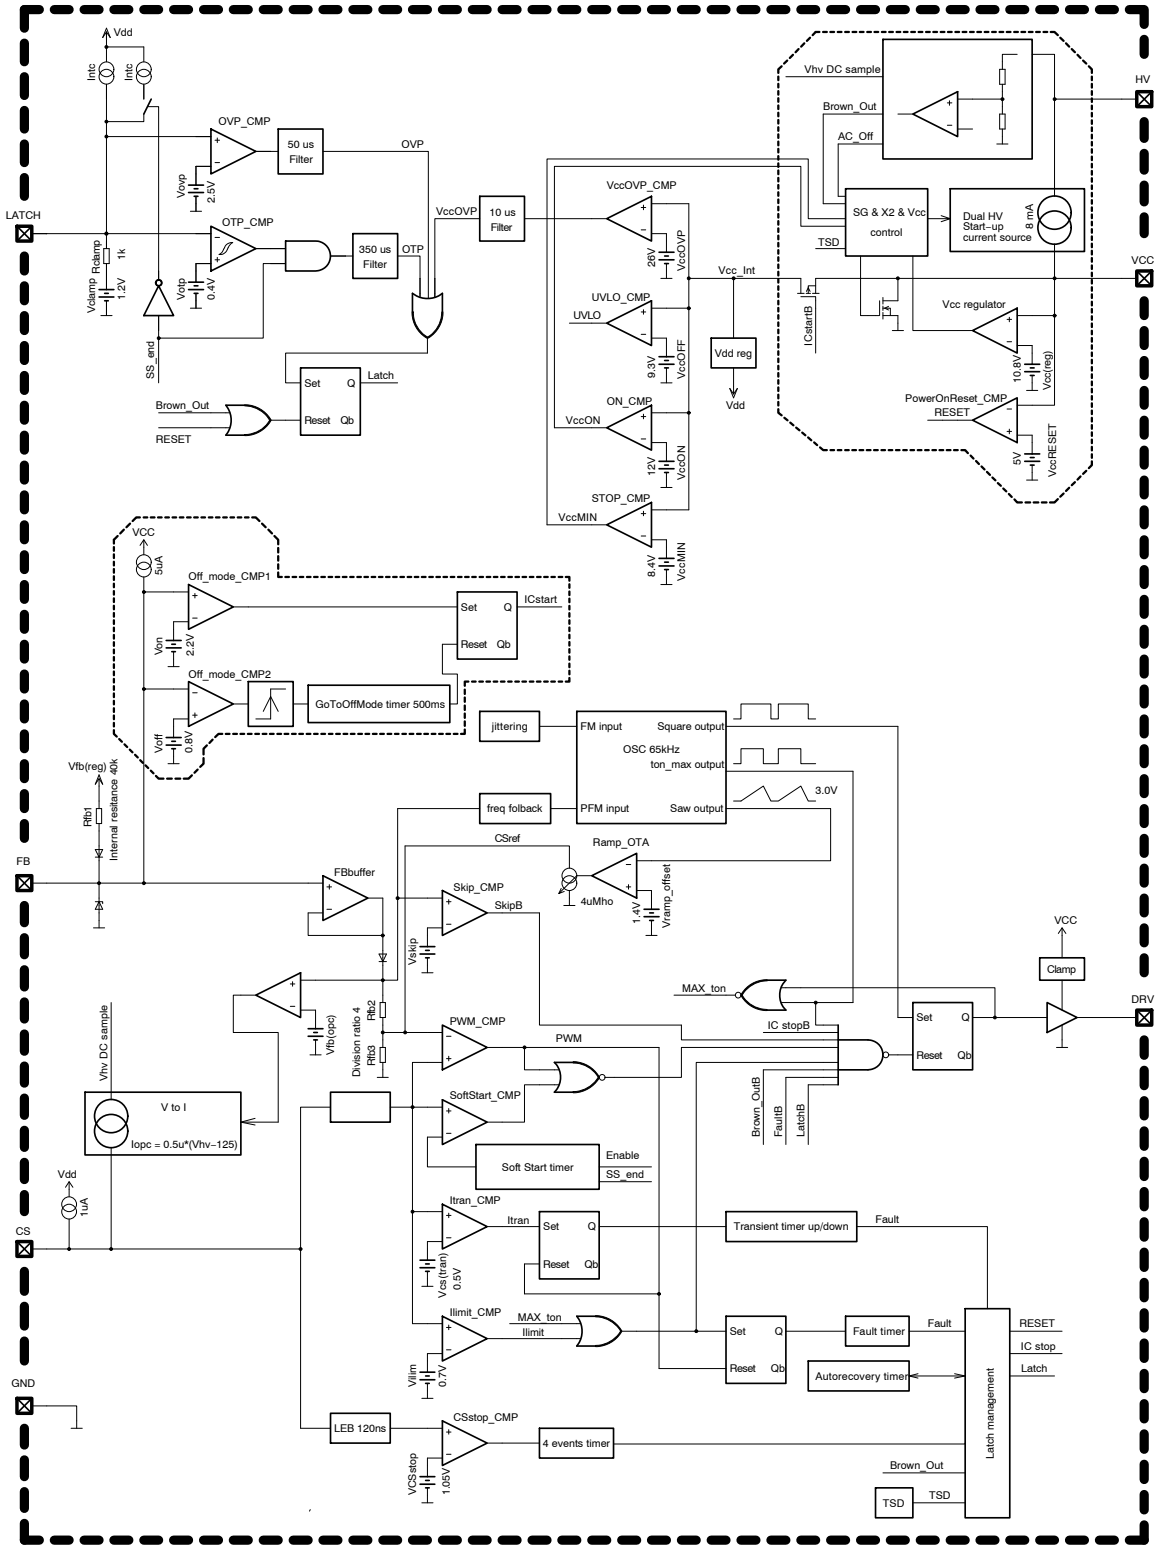 Vdd
Intc
Intc
OVP_CMP
50 us
Filter
OVP
Vovp
2.5V
LATCH
OTP_CMP
350 us
Filter
OTP
Rclamp
1k
Vclamp
1.2V
Votp
0.4V
SS_end
Set
Q
Latch
Reset
Qb
Brown_Out
RESET
VccOVP
10 us
Filter
VccOVP_CMP
26V
VccOVP
UVLO_CMP
UVLO
9.3V
VccOFF
ON_CMP
VccON
12V
VccON
STOP_CMP
VccMIN
8.4V
VccMIN
Vcc_Int
Vdd reg
Vdd
Vhv DC sample
Brown_Out
AC_Off
SG & X2 & Vcc
control
TSD
Dual HV
Start-up
current source
8 mA
HV
VCC
ICstartB
Vcc regulator
10.8V
Vcc(reg)
PowerOnReset_CMP
RESET
5V
VccRESET
VCC
5uA
Off_mode_CMP1
Von
2.2V
Set
Q
ICstart
Reset
Qb
Off_mode_CMP2
GoToOffMode timer 500ms
Voff
0.8V
Vfb(reg)
Rfb1
Internal resitance 40k
FB
jittering
FM input
Square output
OSC 65kHz
ton_max output
freq folback
PFM input
Saw output
3.0V
CSref
Ramp_OTA
4uMho
1.4V
Vramp_offset
FBbuffer
Skip_CMP
SkipB
Vskip
Vfb(opc)
Division ratio 4
Rfb2
Rfb3
PWM_CMP
PWM
MAX_ton
IC stopB
Brown_OutB
FaultB
LatchB
Set
Q
Reset
Qb
VCC
Clamp
DRV
Vhv DC sample
V to I
Iopc = 0.5u*(Vhv-125)
SoftStart_CMP
Soft Start timer
Enable
SS_end
Vdd
1uA
CS
Itran_CMP
Itran
Vcs(tran)
0.5V
Set
Q
Reset
Qb
Transient timer up/down
Fault
Ilimit_CMP
MAX_ton
Ilimit
Vilim
0.7V
Set
Q
Reset
Qb
Fault timer
Fault
Autorecovery timer
Latch management
RESET
IC stop
Latch
GND
LEB 120ns
CSstop_CMP
4 events timer
VCSstop
1.05V
Brown_Out
TSD
TSD